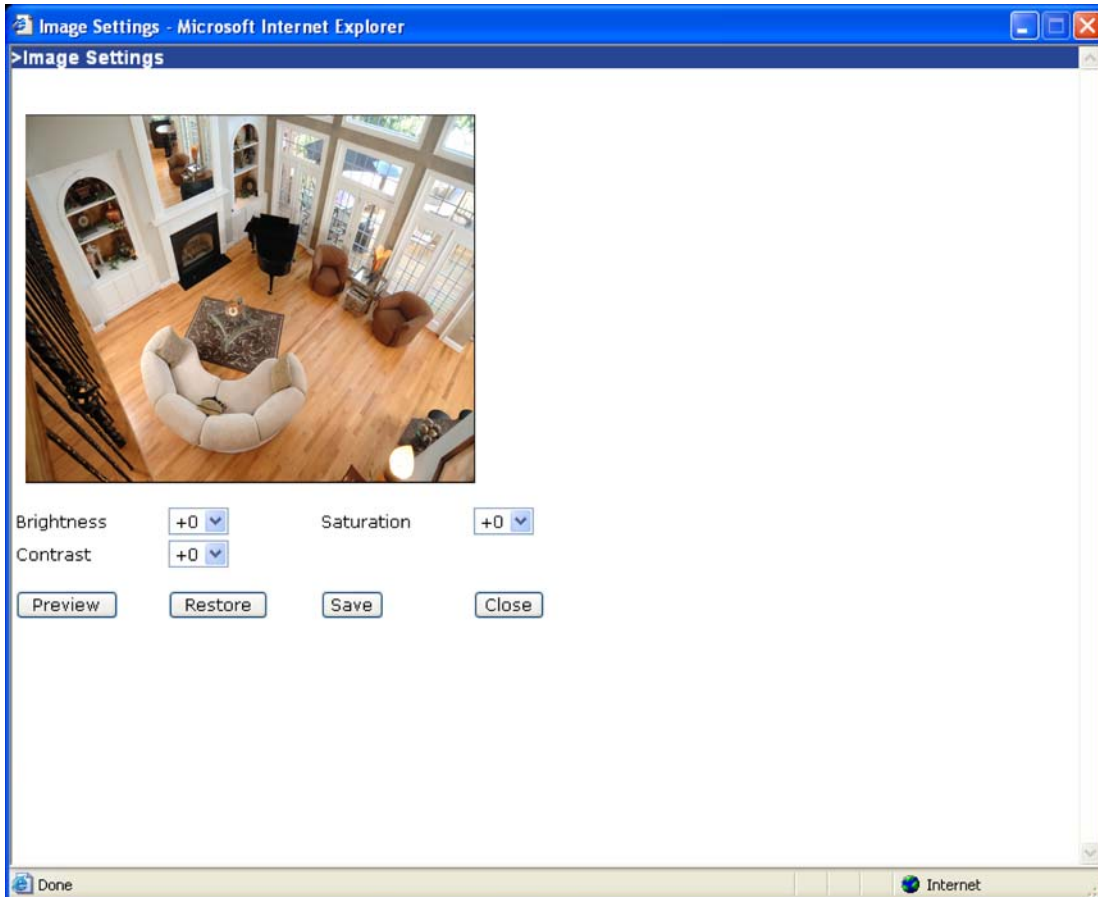 Image Settings - Microsoft Internet Explorer
>Image Settings
Brightness +0 Saturation +0
Contrast +0
Preview Restore Save Close
Done Internet